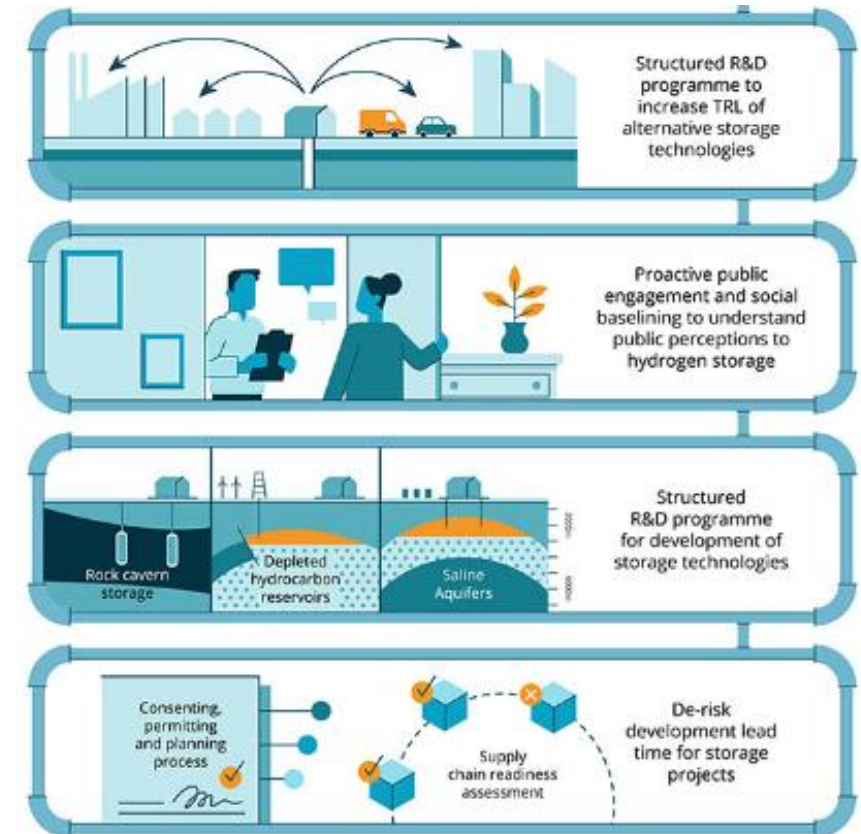 Structured R&D
programme to
increase TRL of
alternative storage
technologies
Proactive public
engagement and social
baselining to understand
public perceptions to
hydrogen storage
Rock cavern
storage
Depleted
hydrocarbon
reservoirs
Saline
Aquifers
Structured
R&D programme
for development of
storage technologies
Consenting,
permitting
and planning
process
Supply
chain readiness
assessment
De-risk
development lead
time for storage
projects